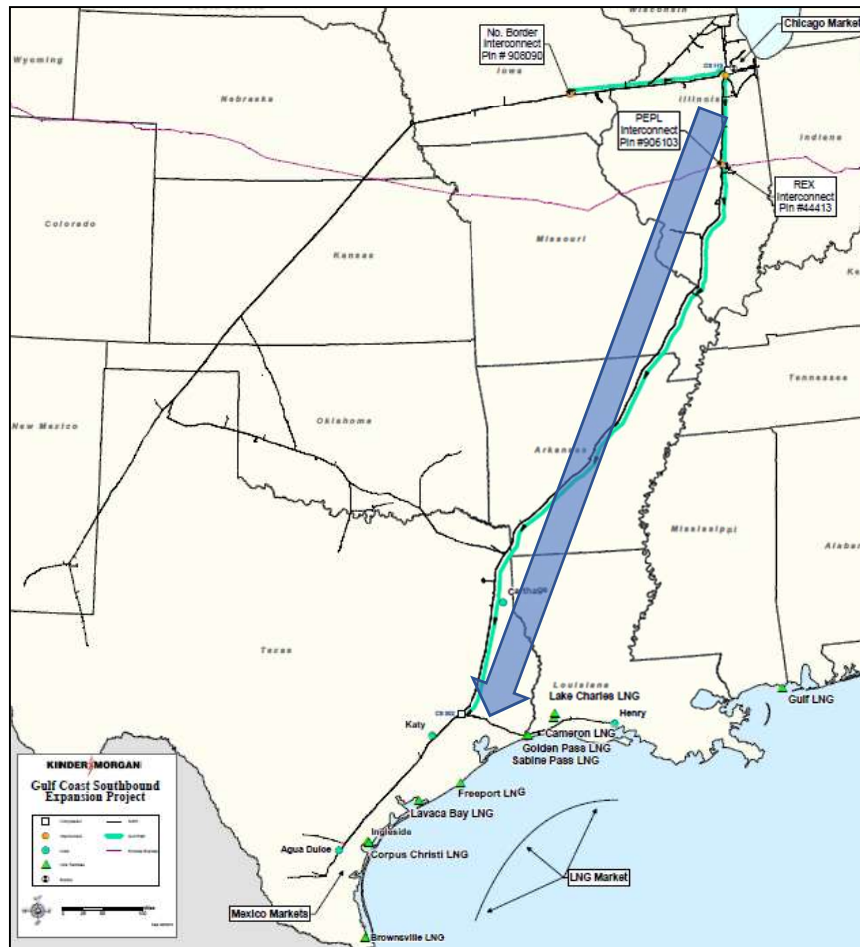 Wisconsin
Chicago Market
No. Border
Interconnect
Pin # 908090
Wyoming
Iowa
Nebraska
Illinois
PEPL
Interconnect
Pin #906103
Indiana
REX
Interconnect
Pin #44413
Colorado
Missouri
Kansas
Ke
Tennessee
New Mexico
Oklahoma
Arkansas
Mississippi
Alaba
Texas
Louisiana
Lake Charles LNG
Gulf LNG
Henry
Katy
Cameron LNG
Golden Pass LNG
Sabine Pass LNG
Freeport LNG
Lavaca Bay LNG
Ingleside
Agua Dulce
Corpus Christi LNG
LNG Market
Mexico Markets
Brownsville LNG
KINDER MORGAN
Gulf Coast Southbound
Expansion Project